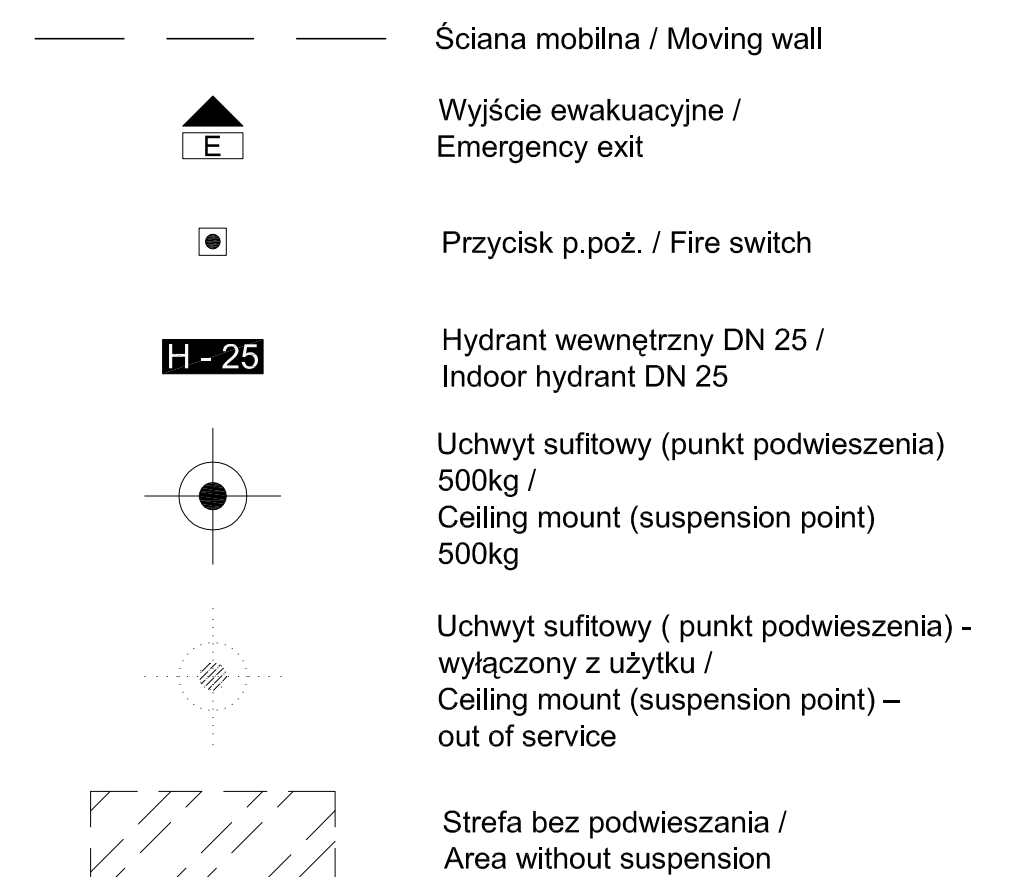 Ściana mobilna / Moving wall
E
Wyjście ewakuacyjne /
Emergency exit
Przycisk p.poż. / Fire switch
H - 25
Hydrant wewnętrzny DN 25 /
Indoor hydrant DN 25
Uchwyt sufitowy (punkt podwieszenia)
500kg /
Ceiling mount (suspension point)
500kg
Uchwyt sufitowy ( punkt podwieszenia) -
wyłączony z użytku /
Ceiling mount (suspension point) –
out of service
Strefa bez podwieszania /
Area without suspension